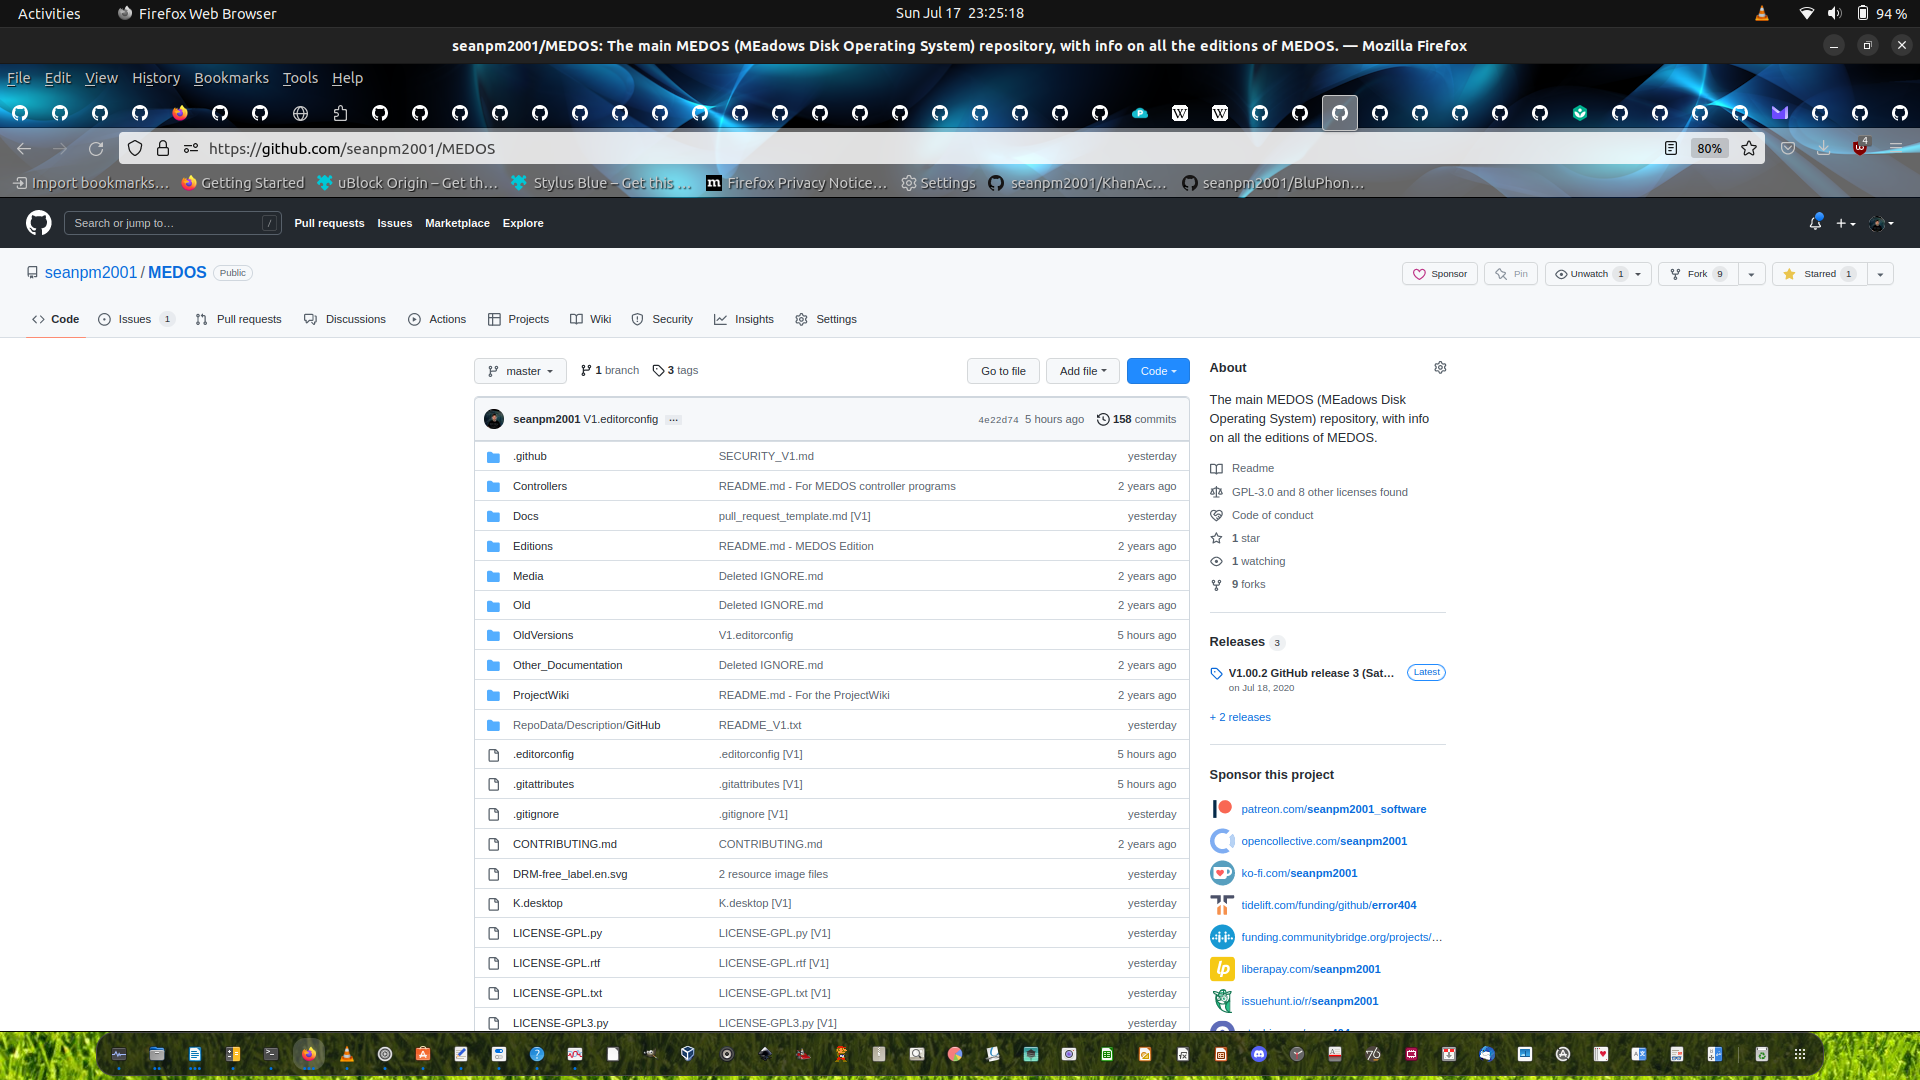 Activities Firefox Web Browser Sun Jul 17 23:25:18 94 %
seanpm2001/MEDOS: The main MEDOS (MEadows Disk Operating System) repository, with info on all the editions of MEDOS. — Mozilla Firefox
File Edit View History Bookmarks Tools Help
https://github.com/seanpm2001/MEDOS 80% 4
Import bookmarks… Getting Started uBlock Origin – Get th… Stylus Blue – Get this … Firefox Privacy Notice… Settings seanpm2001/KhanAc… seanpm2001/BluPhon…
Search or jump to… / Pull requests Issues Marketplace Explore
seanpm2001 / MEDOS Public Sponsor Pin Unwatch 1 Fork 9 Starred 1
Code Issues 1 Pull requests Discussions Actions Projects Wiki Security Insights Settings
master 1 branch 3 tags Go to file Add file Code
seanpm2001 V1.editorconfig ... 4e22d74 5 hours ago 158 commits
.github SECURITY_V1.md yesterday
Controllers README.md - For MEDOS controller programs 2 years ago
Docs pull_request_template.md [V1] yesterday
Editions README.md - MEDOS Edition 2 years ago
Media Deleted IGNORE.md 2 years ago
Old Deleted IGNORE.md 2 years ago
OldVersions V1.editorconfig 5 hours ago
Other_Documentation Deleted IGNORE.md 2 years ago
ProjectWiki README.md - For the ProjectWiki 2 years ago
RepoData/Description/GitHub README_V1.txt yesterday
.editorconfig .editorconfig [V1] 5 hours ago
.gitattributes .gitattributes [V1] 5 hours ago
.gitignore .gitignore [V1] yesterday
CONTRIBUTING.md CONTRIBUTING.md 2 years ago
DRM-free_label.en.svg 2 resource image files yesterday
K.desktop K.desktop [V1] yesterday
LICENSE-GPL.py LICENSE-GPL.py [V1] yesterday
LICENSE-GPL.rtf LICENSE-GPL.rtf [V1] yesterday
LICENSE-GPL.txt LICENSE-GPL.txt [V1] yesterday
LICENSE-GPL3.py LICENSE-GPL3.py [V1] yesterday
About
The main MEDOS (MEadows Disk
Operating System) repository, with info
on all the editions of MEDOS.
Readme
GPL-3.0 and 8 other licenses found
Code of conduct
1 star
1 watching
9 forks
Releases 3
V1.00.2 GitHub release 3 (Sat… Latest
on Jul 18, 2020
+ 2 releases
Sponsor this project
patreon.com/seanpm2001_software
opencollective.com/seanpm2001
ko-fi.com/seanpm2001
tidelift.com/funding/github/error404
funding.communitybridge.org/projects/…
liberapay.com/seanpm2001
issuehunt.io/r/seanpm2001